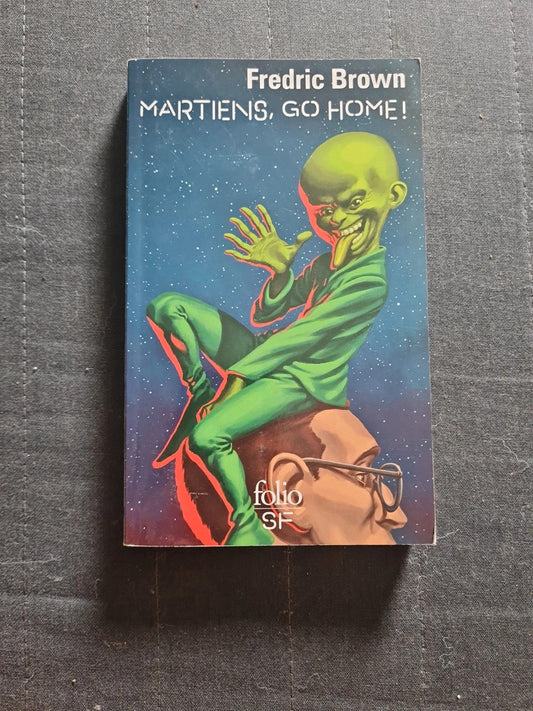 Fredric Brown
MARTIENS, GO HOME!
folio
SF